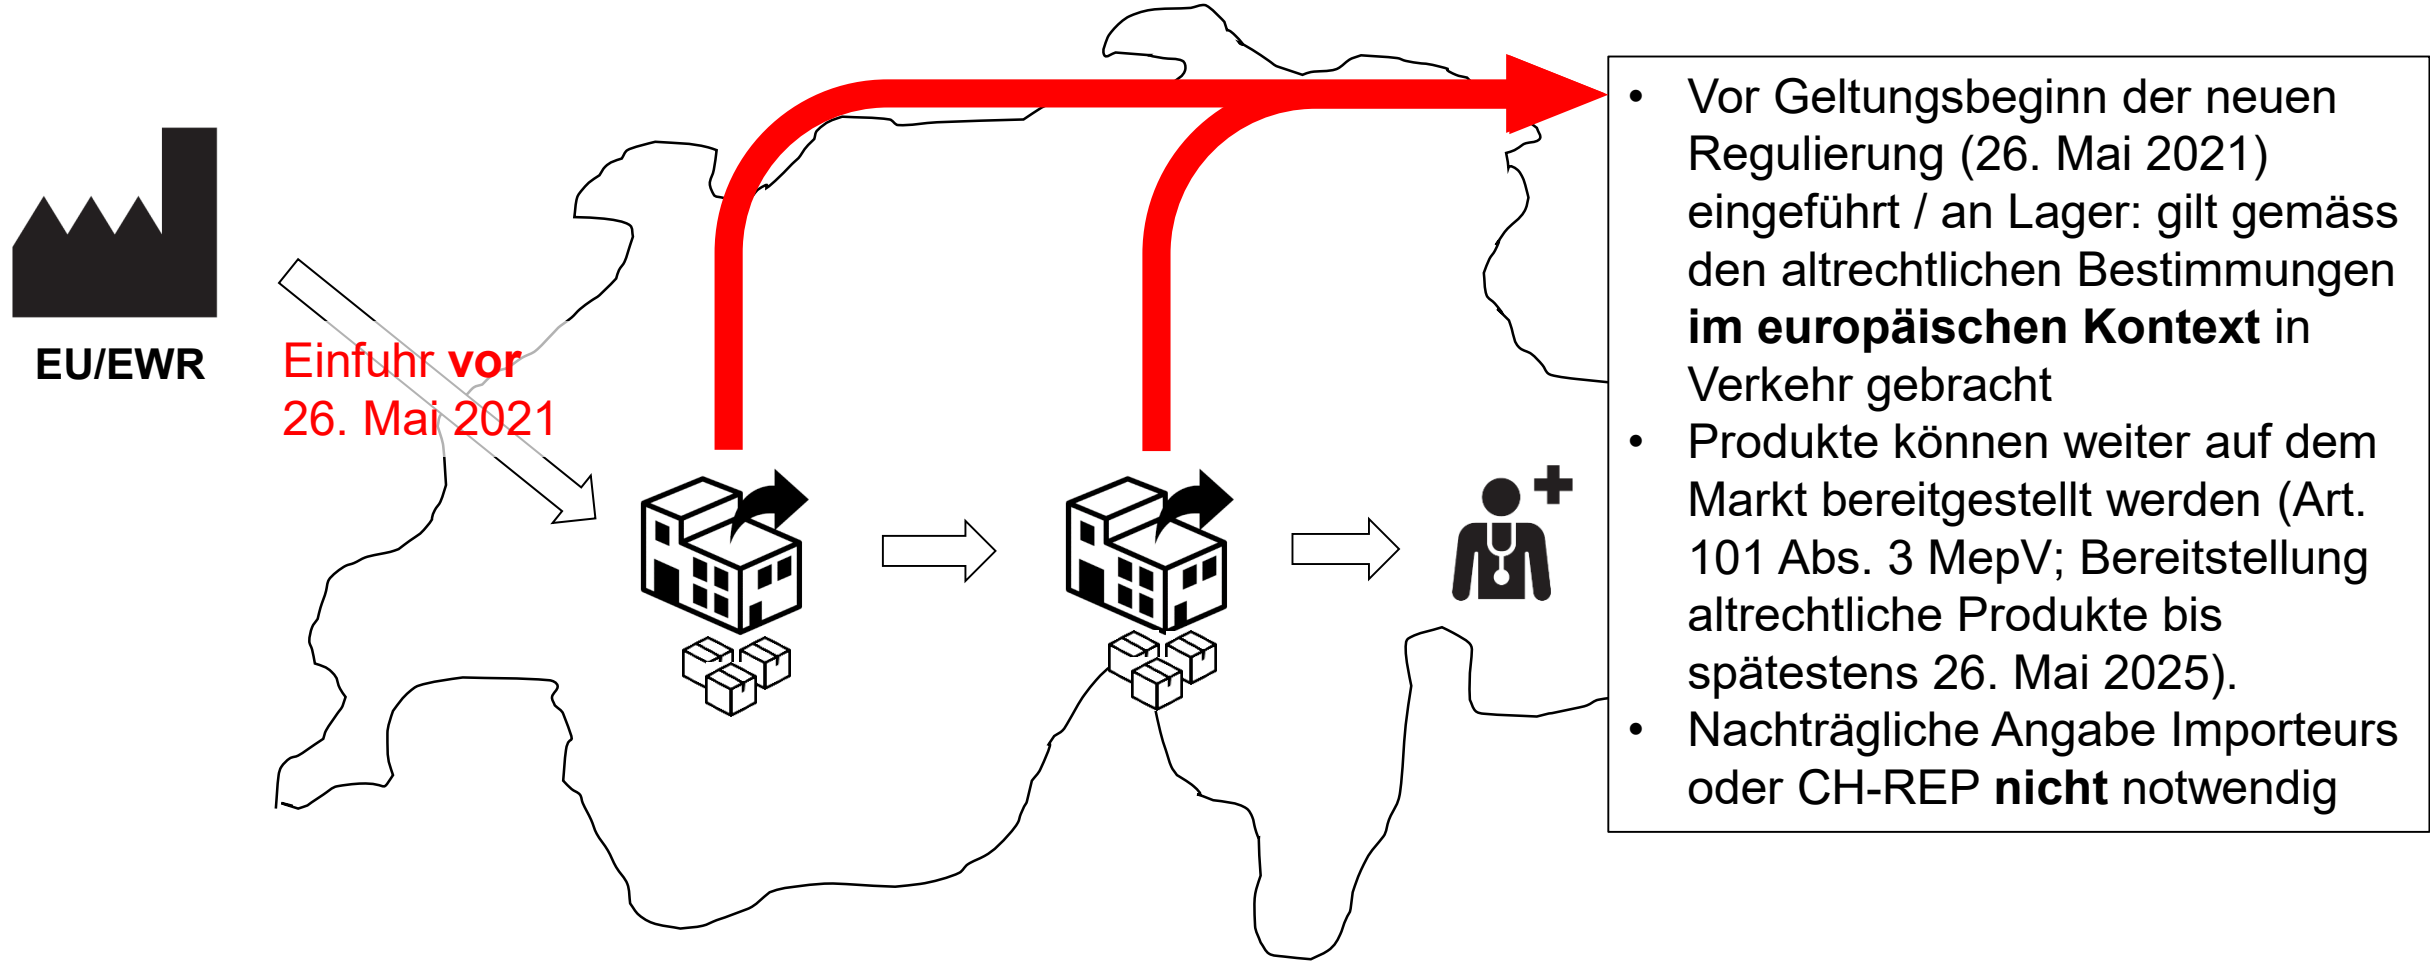 EU/EWR
Einfuhr vor
26. Mai 2021
• Vor Geltungsbeginn der neuen
Regulierung (26. Mai 2021)
eingeführt / an Lager: gilt gemäss
den altrechtlichen Bestimmungen
im europäischen Kontext in
Verkehr gebracht
• Produkte können weiter auf dem
Markt bereitgestellt werden (Art.
101 Abs. 3 MepV; Bereitstellung
altrechtliche Produkte bis
spätestens 26. Mai 2025).
• Nachträgliche Angabe Importeurs
oder CH-REP nicht notwendig